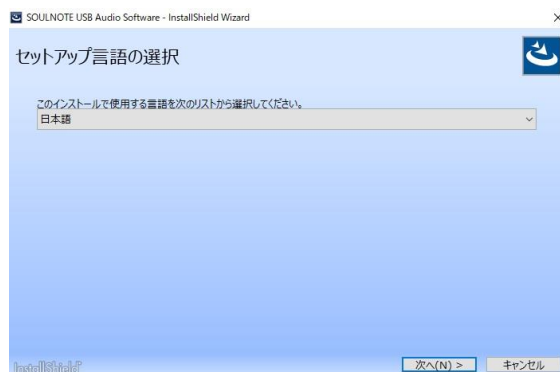 SOULNOTE USB Audio Software - InstallShield Wizard
セットアップ言語の選択
このインストールで使用する言語を次のリストから選択してください。
日本語
InstallShield
次へ(N) >
キャンセル